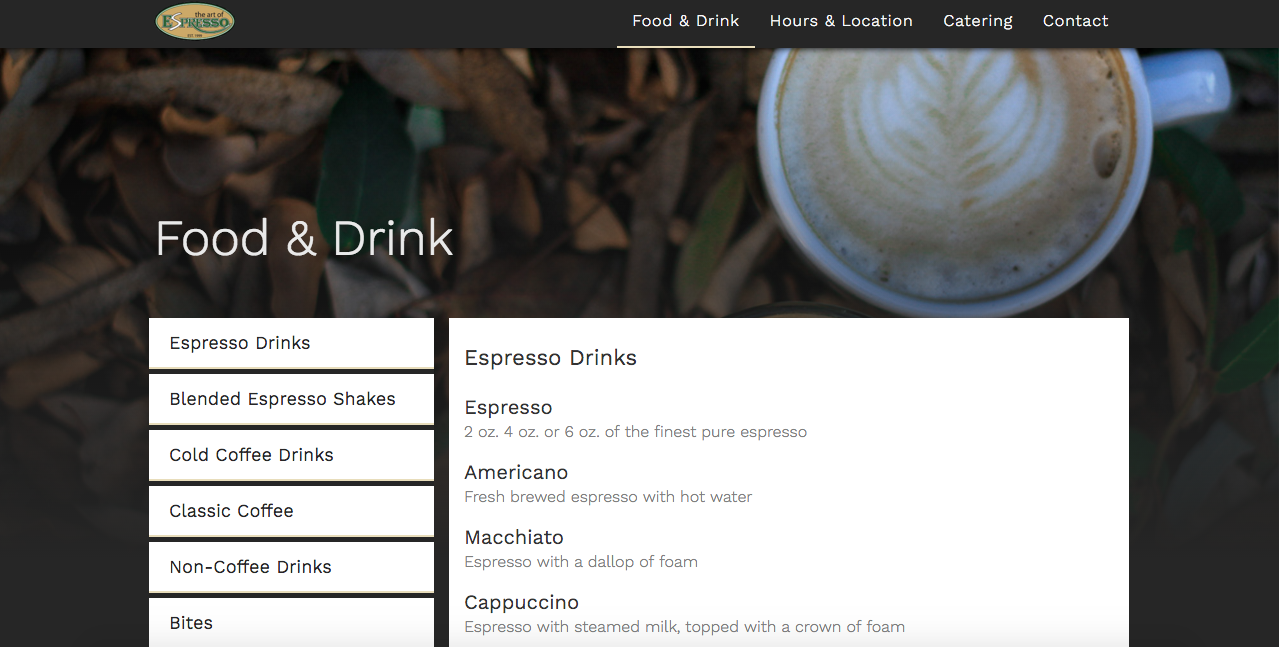 the art of
ESPRESSO
EST. 1990
Food & Drink
Hours & Location
Catering
Contact
Food & Drink
Espresso Drinks
Blended Espresso Shakes
Cold Coffee Drinks
Classic Coffee
Non-Coffee Drinks
Bites
Espresso Drinks
Espresso
2 oz. 4 oz. or 6 oz. of the finest pure espresso
Americano
Fresh brewed espresso with hot water
Macchiato
Espresso with a dallop of foam
Cappuccino
Espresso with steamed milk, topped with a crown of foam